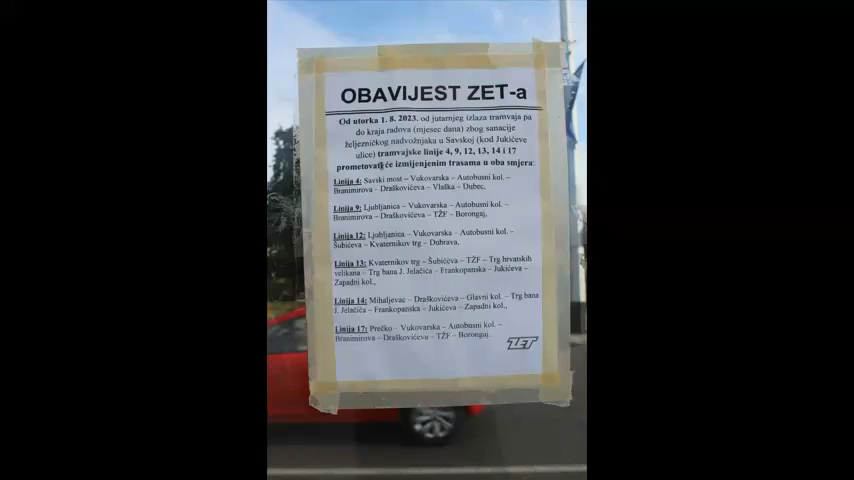 OBAVIJEST ZET-a
Od utorka 1. 8. 2023. od jutarnjeg izlaza tramvaja pa
do kraja radova (mjesec dana) zbog sanacije
željezničkog nadvožnjaka u Savskoj (kod Jukićeve
ulice) tramvajske linije 4, 9, 12, 13, 14 i 17
prometovati će izmijenjenim trasama u oba smjera:
Linija 4: Savski most – Vukovarska – Autobusni kol. –
Branimirova – Draškovićeva – Vlaška – Dubec,
Linija 9: Ljubljanica – Vukovarska – Autobusni kol. –
Branimirova – Draškovićeva – TŽF – Borongaj,
Linija 12: Ljubljanica – Vukovarska – Autobusni kol. –
Šubićeva – Kvaternikov trg – Dubrava,
Linija 13: Kvaternikov trg – Šubićeva – TŽF – Trg hrvatskih
velikana – Trg bana J. Jelačića – Frankopanska – Jukićeva –
Zapadni kol.,
Linija 14: Mihaljevac – Draškovićeva – Glavni kol. – Trg bana
J. Jelačića – Frankopanska – Jukićeva – Zapadni kol.,
Linija 17: Prečko – Vukovarska – Autobusni kol. –
Branimirova – Draškovićeva – TŽF – Borongaj.
ZET